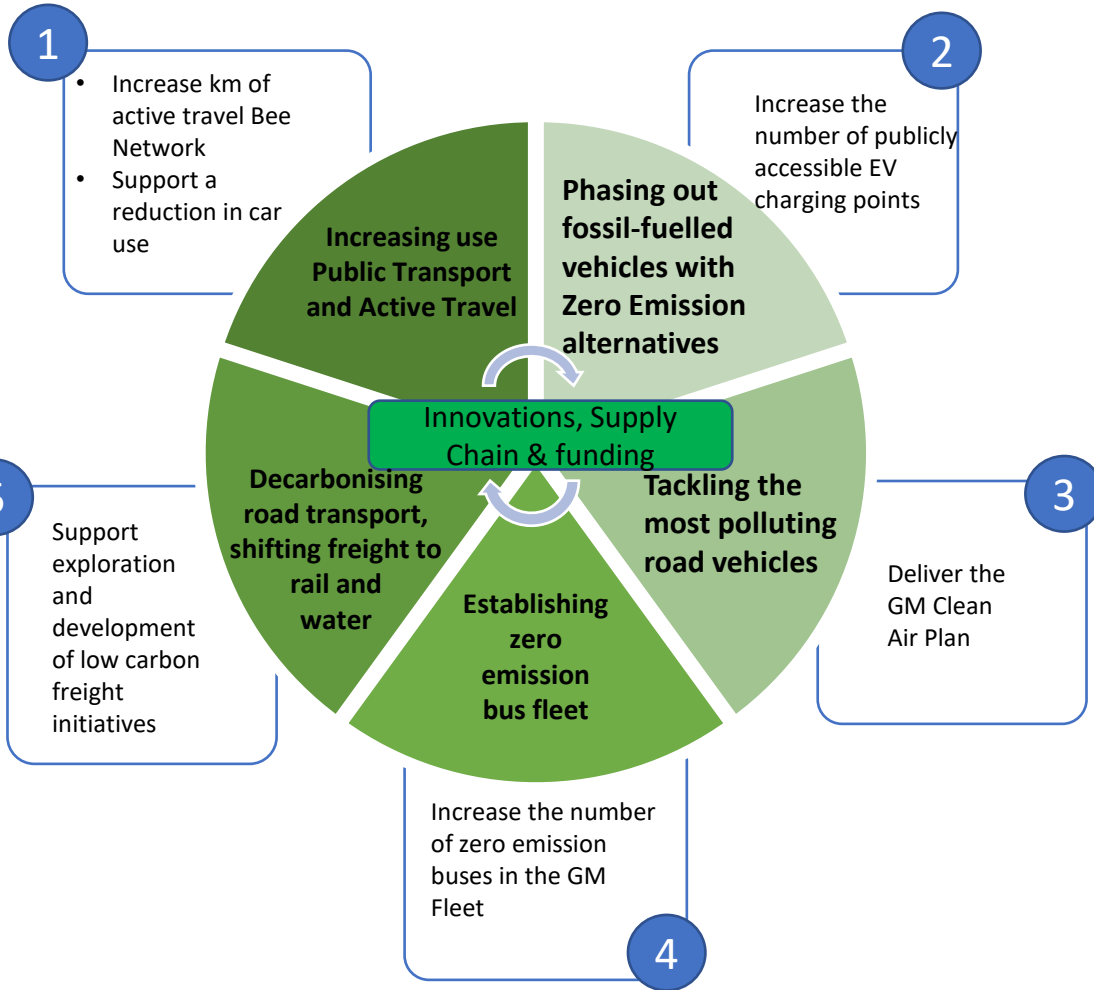 1
• Increase km of
active travel Bee
Network
• Support a
reduction in car
use
2
Increase the
number of publicly
accessible EV
charging points
Increasing use
Public Transport
and Active Travel
Phasing out
fossil-fuelled
vehicles with
Zero Emission
alternatives
Innovations, Supply
Chain & funding
Decarbonising
road transport,
shifting freight to
rail and
water
Tackling the
most polluting
road vehicles
Establishing
zero
emission
bus fleet
3
Deliver the
GM Clean
Air Plan
5
Support
exploration
and
development
of low carbon
freight
initiatives
Increase the number
of zero emission
buses in the GM
Fleet
4